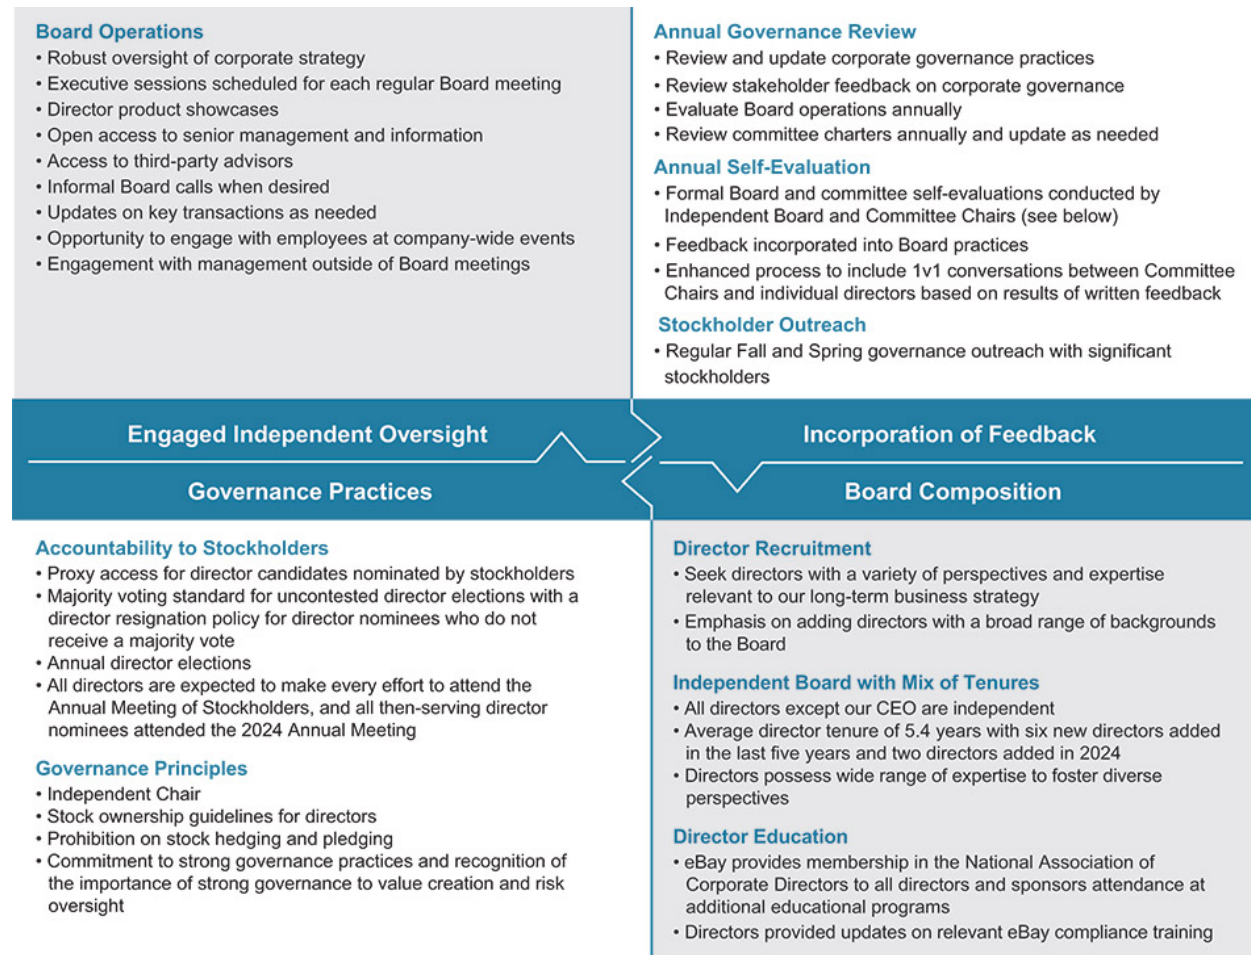 Board Operations
• Robust oversight of corporate strategy
• Executive sessions scheduled for each regular Board meeting
• Director product showcases
• Open access to senior management and information
• Access to third-party advisors
• Informal Board calls when desired
• Updates on key transactions as needed
• Opportunity to engage with employees at company-wide events
• Engagement with management outside of Board meetings
Annual Governance Review
• Review and update corporate governance practices
• Review stakeholder feedback on corporate governance
• Evaluate Board operations annually
• Review committee charters annually and update as needed
Annual Self-Evaluation
• Formal Board and committee self-evaluations conducted by
Independent Board and Committee Chairs (see below)
• Feedback incorporated into Board practices
• Enhanced process to include 1v1 conversations between Committee
Chairs and individual directors based on results of written feedback
Stockholder Outreach
• Regular Fall and Spring governance outreach with significant
stockholders
Engaged Independent Oversight
Incorporation of Feedback
Governance Practices
Board Composition
Accountability to Stockholders
• Proxy access for director candidates nominated by stockholders
• Majority voting standard for uncontested director elections with a
director resignation policy for director nominees who do not
receive a majority vote
• Annual director elections
• All directors are expected to make every effort to attend the
Annual Meeting of Stockholders, and all then-serving director
nominees attended the 2024 Annual Meeting
Governance Principles
• Independent Chair
• Stock ownership guidelines for directors
• Prohibition on stock hedging and pledging
• Commitment to strong governance practices and recognition of
the importance of strong governance to value creation and risk
oversight
Director Recruitment
• Seek directors with a variety of perspectives and expertise
relevant to our long-term business strategy
• Emphasis on adding directors with a broad range of backgrounds
to the Board
Independent Board with Mix of Tenures
• All directors except our CEO are independent
• Average director tenure of 5.4 years with six new directors added
in the last five years and two directors added in 2024
• Directors possess wide range of expertise to foster diverse
perspectives
Director Education
• eBay provides membership in the National Association of
Corporate Directors to all directors and sponsors attendance at
additional educational programs
• Directors provided updates on relevant eBay compliance training